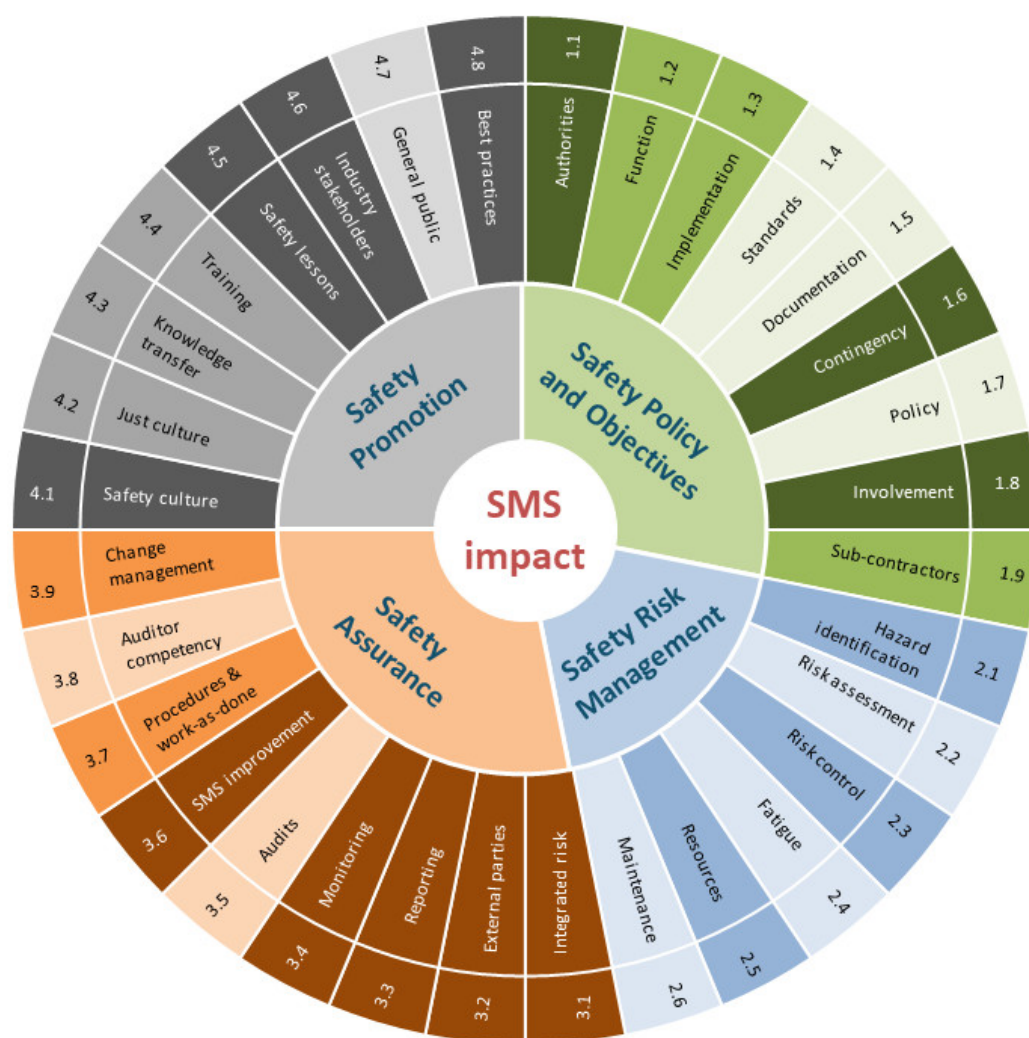 SMS
impact
Safety Policy
and Objectives
1.1
Authorities
1.2
Function
1.3
Implementation
1.4
Standards
1.5
Documentation
1.6
Contingency
1.7
Policy
1.8
Involvement
1.9
Sub-contractors
Safety Risk
Management
2.1
Hazard
identification
2.2
Risk assessment
2.3
Risk control
2.4
Fatigue
2.5
Resources
2.6
Maintenance
Safety
Assurance
3.1
Integrated risk
3.2
External parties
3.3
Reporting
3.4
Monitoring
3.5
Audits
3.6
SMS improvement
3.7
Procedures &
work-as-done
3.8
Auditor
competency
3.9
Change
management
Safety
Promotion
4.1
Safety culture
4.2
Just culture
4.3
Knowledge
transfer
4.4
Training
4.5
Safety lessons
4.6
Industry
stakeholders
4.7
General public
4.8
Best practices